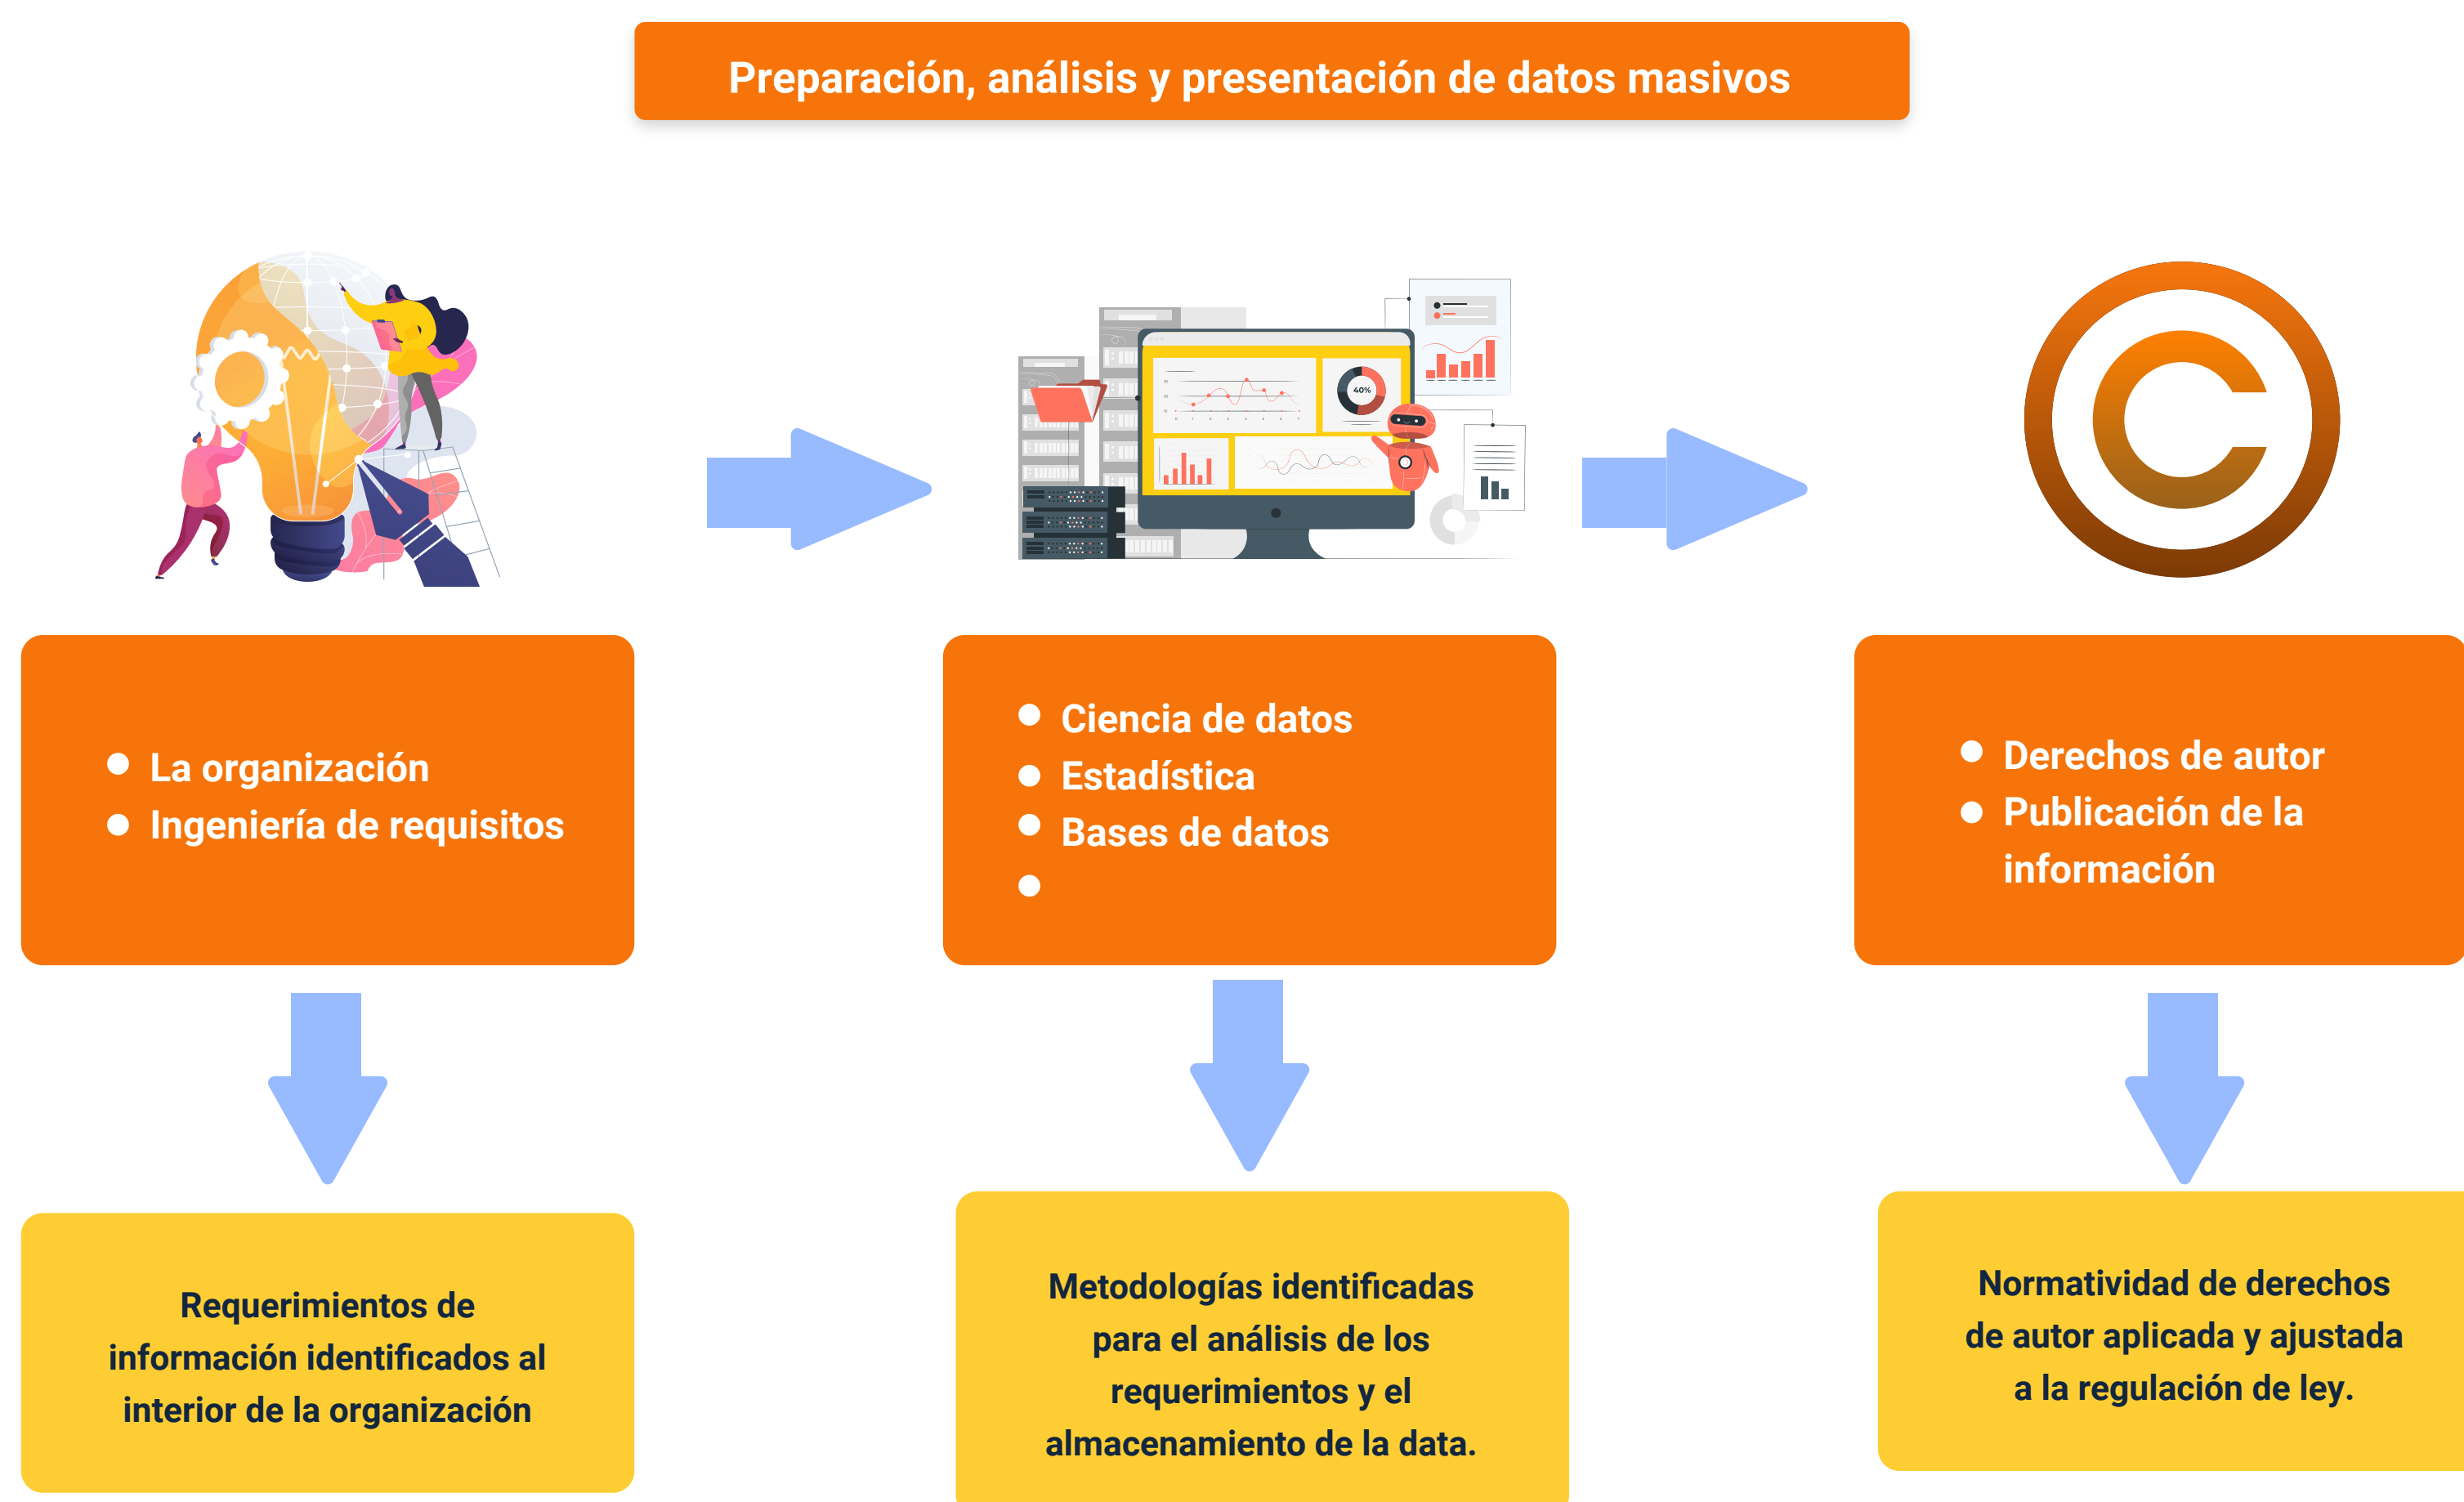 Preparación, análisis y presentación de datos masivos
40%
La organización
Ingeniería de requisitos
Ciencia de datos
Estadística
Bases de datos
Derechos de autor
Publicación de la
información
Requerimientos de
información identificados al
interior de la organización
Metodologías identificadas
para el análisis de los
requerimientos y el
almacenamiento de la data.
Normatividad de derechos
de autor aplicada y ajustada
a la regulación de ley.